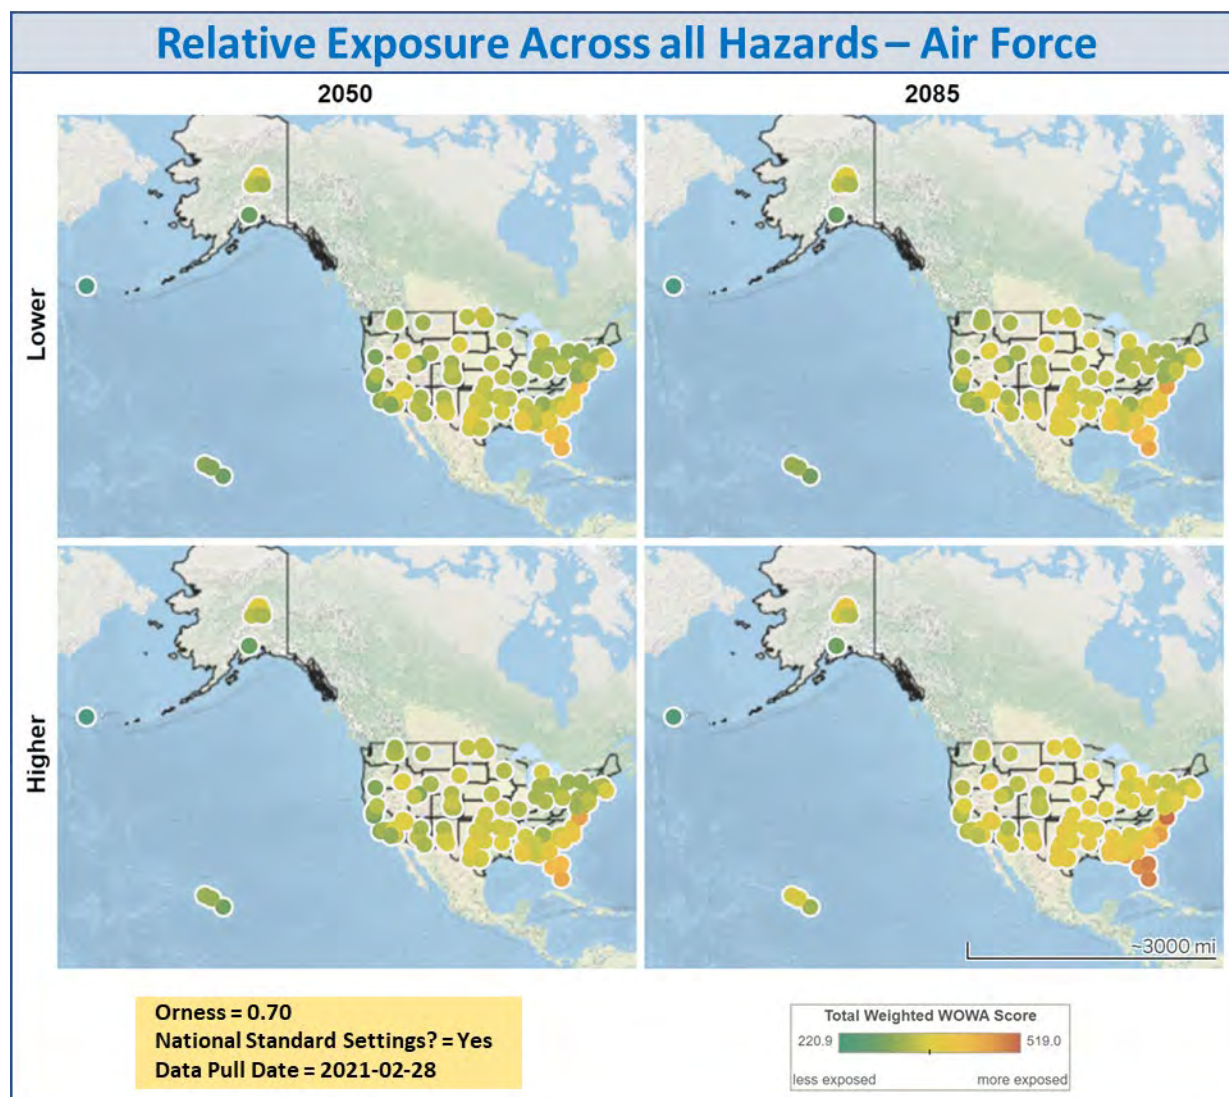 Relative Exposure Across all Hazards – Air Force
2050
2085
Lower
Higher
~3000 mi
Orness = 0.70
National Standard Settings? = Yes
Data Pull Date = 2021-02-28
Total Weighted WOWA Score
220.9
519.0
less exposed
more exposed